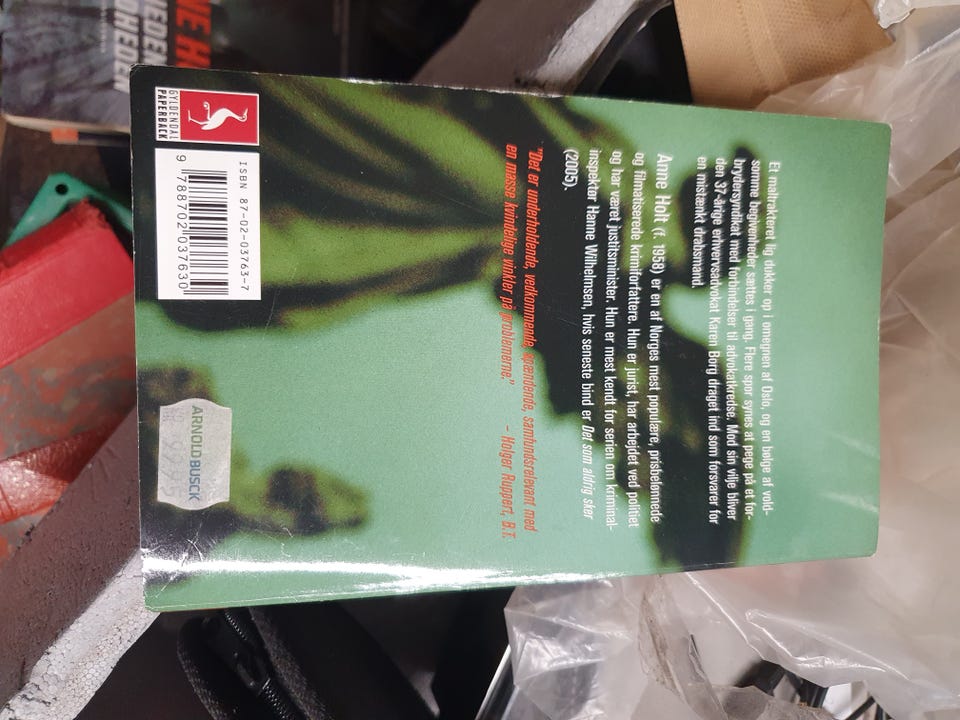 Et maltrakteret lig dukker op i omegnen af Oslo, og en bølge af vold-
somme begivenheder sættes i gang. Flere spor synes at pege på et for-
brydersyndikat med forbindelser til advokatkredse. Mod sin vilje bliver
den 37-årige erhvervsadvokat Karen Borg draget ind som forsvarer for
en mistænkt drabsmand.
Anne Holt (f. 1958) er en af Norges mest populære, prisbelønnede
og filmatiserede krimiforfattere. Hun er jurist, har arbejdet ved politiet
og har været justitsminister. Hun er mest kendt for serien om kriminal-
inspektør Hanne Wilhelmsen, hvis seneste bind er Det som aldrig sker
(2005).
"Det er underholdende, vedkommende, spændende, samfundsrelevant med
en masse kvindelige vinkler på problemerne."
– Holger Ruppert, B.T.
GYLDENDAL
PAPERBACK
ISBN 87-02-03763-7
9 788702 037630
ARNOLD BUSCK